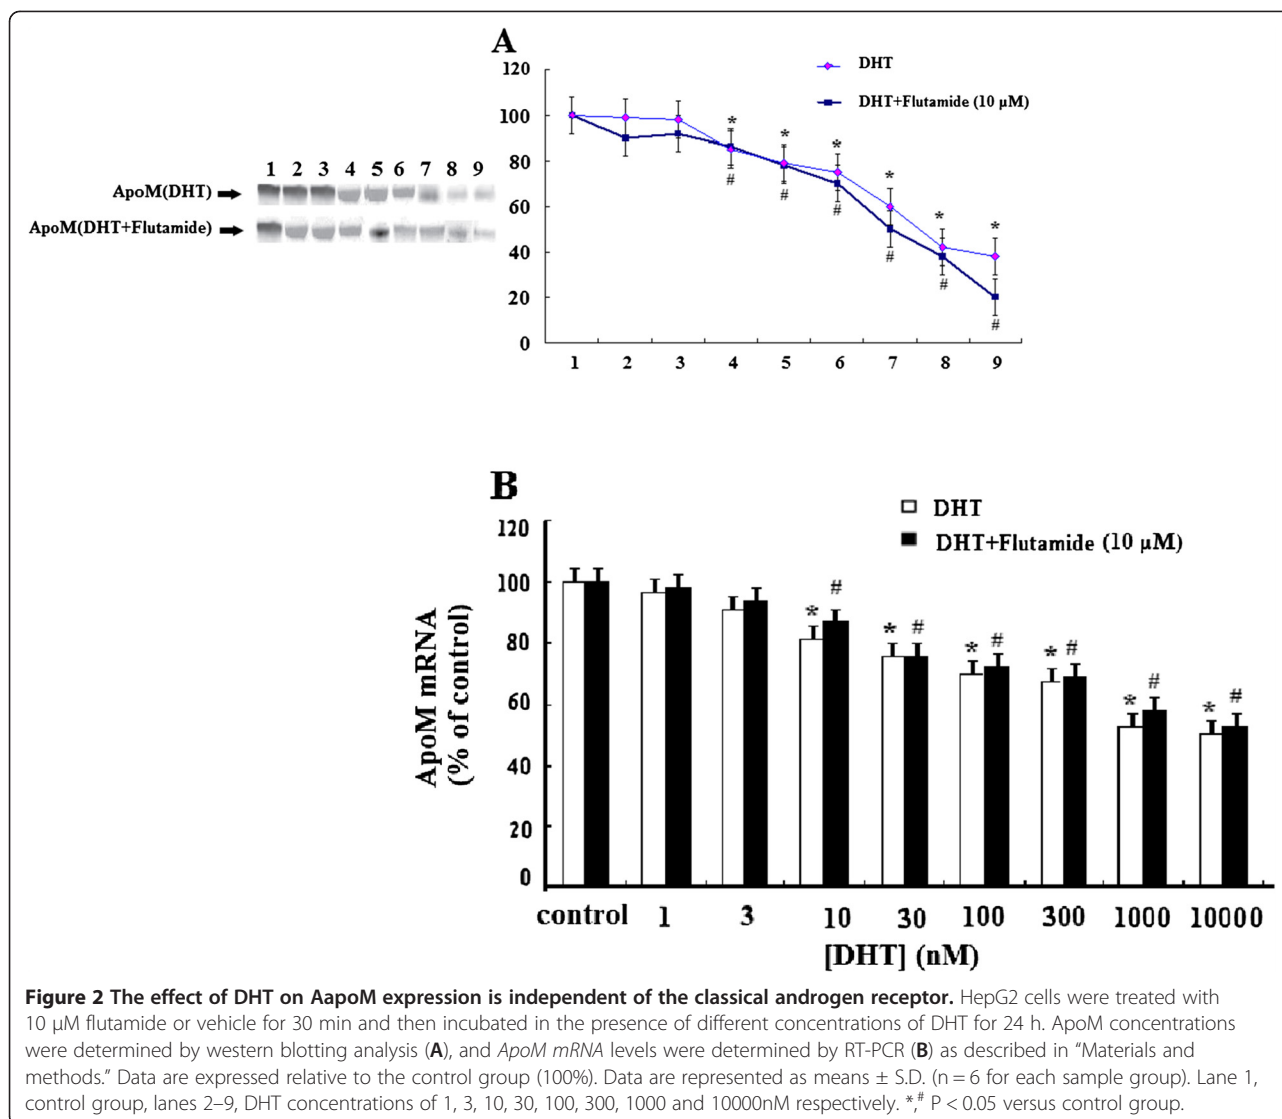 A
120
100
80
60
40
20
0
DHT
DHT+Flutamide (10 µM)
* * * * * *
# # # # # #
1 2 3 4 5 6 7 8 9
1 2 3 4 5 6 7 8 9
ApoM(DHT)
ApoM(DHT+Flutamide)
B
DHT
DHT+Flutamide (10 µM)
120
100
80
60
40
20
0
ApoM mRNA
(% of control)
* # * # * # * # * # * #
control 1 3 10 30 100 300 1000 10000
[DHT] (nM)
Figure 2 The effect of DHT on AapoM expression is independent of the classical androgen receptor. HepG2 cells were treated with
10 µM flutamide or vehicle for 30 min and then incubated in the presence of different concentrations of DHT for 24 h. ApoM concentrations
were determined by western blotting analysis (A), and ApoM mRNA levels were determined by RT-PCR (B) as described in “Materials and
methods.” Data are expressed relative to the control group (100%). Data are represented as means ± S.D. (n = 6 for each sample group). Lane 1,
control group, lanes 2–9, DHT concentrations of 1, 3, 10, 30, 100, 300, 1000 and 10000nM respectively. *,# P < 0.05 versus control group.